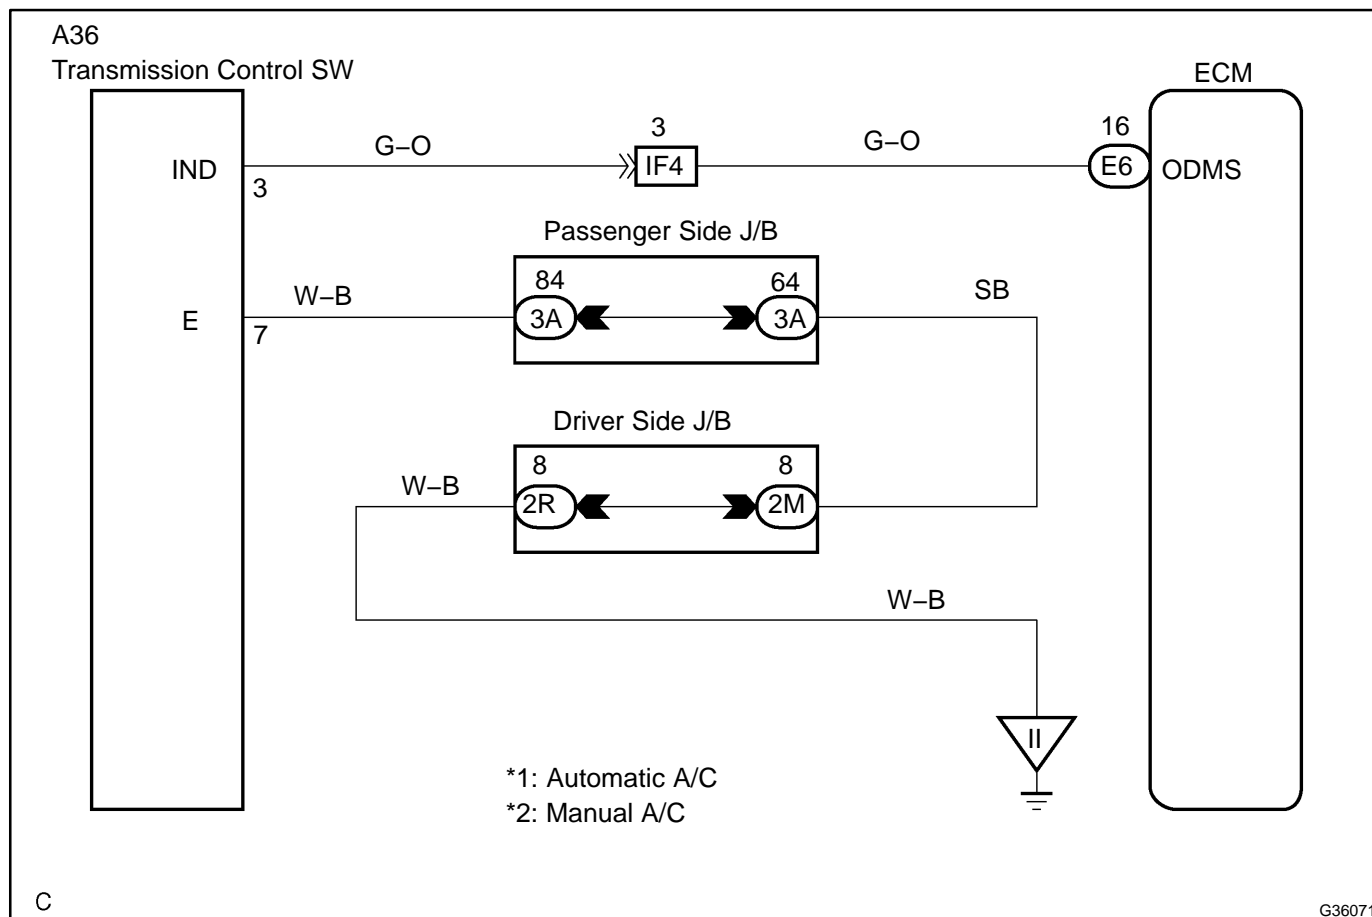 A36
Transmission Control SW
ECM
IND
3
G–O
3
IF4
G–O
16
E6
ODMS
Passenger Side J/B
E
7
W–B
84
3A
64
3A
SB
Driver Side J/B
W–B
8
2R
8
2M
W–B
II
*1: Automatic A/C
*2: Manual A/C
C
G36071